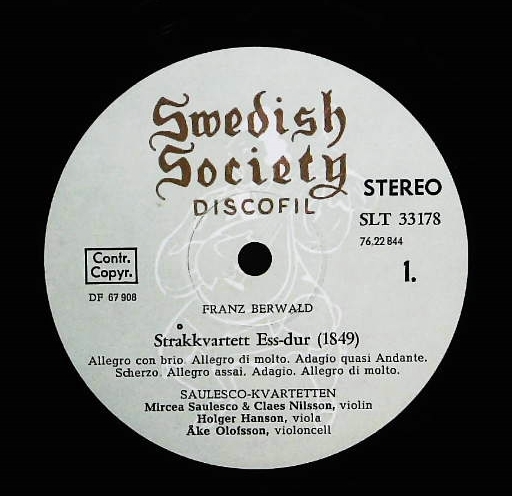 Swedish
Society
DISCOFIL
STEREO
SLT 33178
76.22 844
1.
Contr.
Copyr.
DF 67 908
FRANZ BERWALD
Stråkkvartett Ess-dur (1849)
Allegro con brio. Allegro di molto. Adagio quasi Andante.
Scherzo. Allegro assai. Adagio. Allegro di molto.
SAULESCO-KVARTETTEN
Mircea Saulesco & Claes Nilsson, violin
Holger Hanson, viola
Åke Olofsson, violoncell